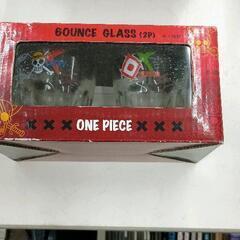 BOUNCE GLASS (2P)
ONE PIECE